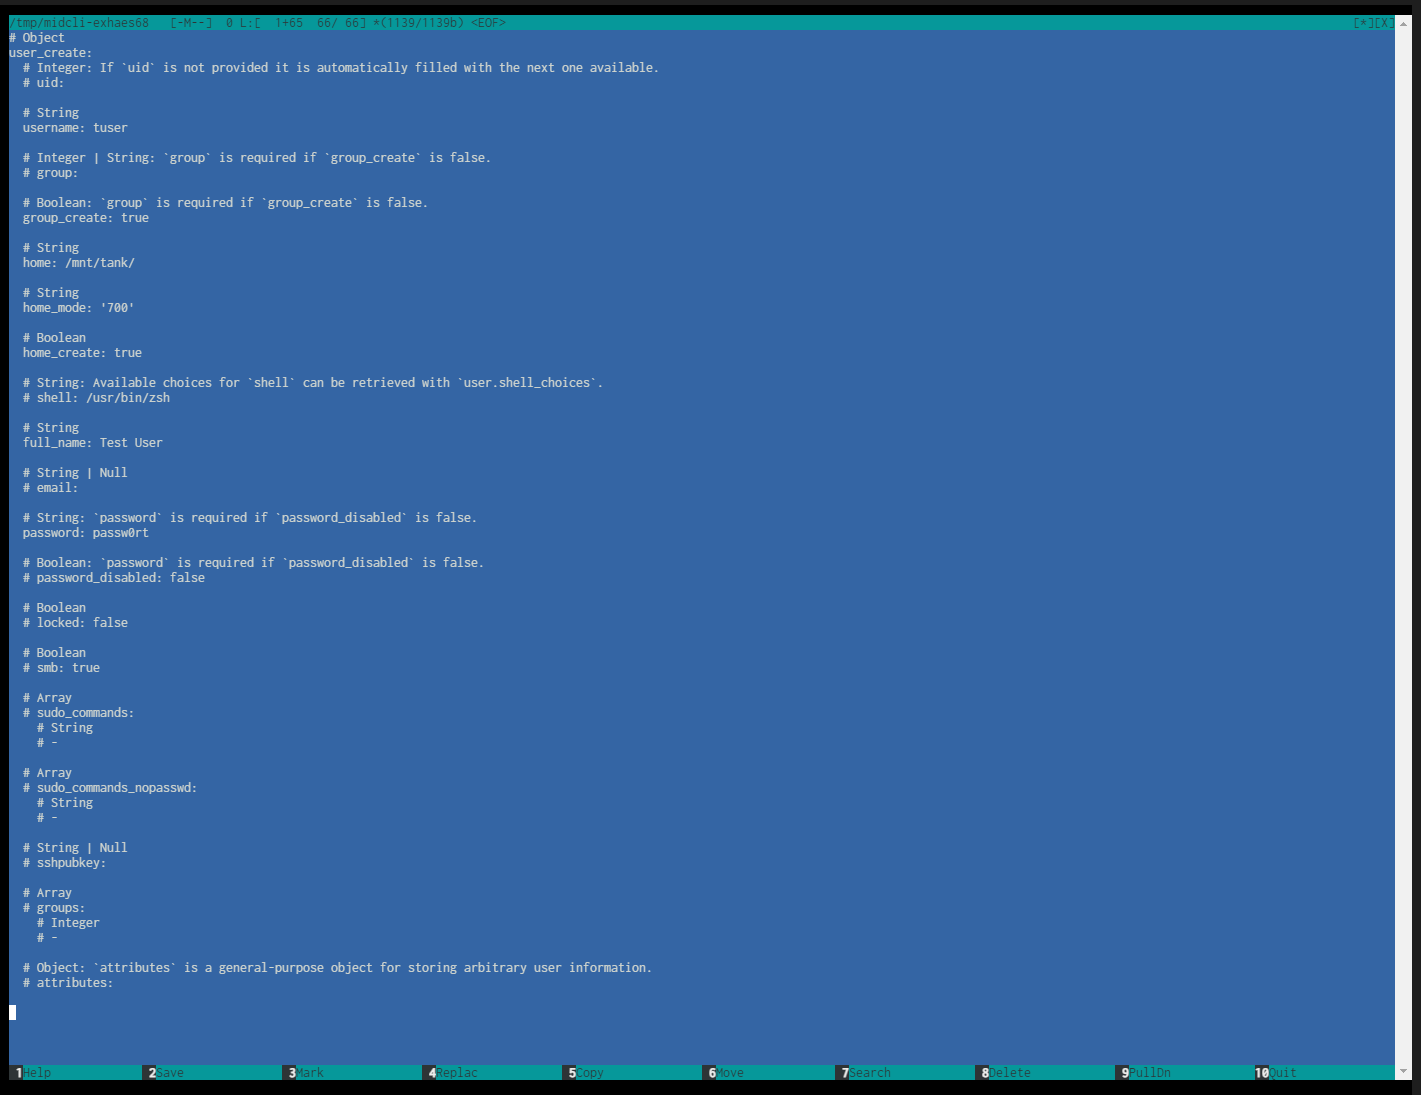 /tmp/midcli-exhaes68   [-M--]  0 L:[  1+65  66/ 66] *(1139/1139b) <EOF>   [*][X]
# Object
user_create:
  # Integer: If `uid` is not provided it is automatically filled with the next one available.
  # uid:

  # String
  username: tuser

  # Integer | String: `group` is required if `group_create` is false.
  # group:

  # Boolean: `group` is required if `group_create` is false.
  group_create: true

  # String
  home: /mnt/tank/

  # String
  home_mode: '700'

  # Boolean
  home_create: true

  # String: Available choices for `shell` can be retrieved with `user.shell_choices`.
  # shell: /usr/bin/zsh

  # String
  full_name: Test User

  # String | Null
  # email:

  # String: `password` is required if `password_disabled` is false.
  password: passw0rt

  # Boolean: `password` is required if `password_disabled` is false.
  # password_disabled: false

  # Boolean
  # locked: false

  # Boolean
  # smb: true

  # Array
  # sudo_commands:
    # String
    # -

  # Array
  # sudo_commands_nopasswd:
    # String
    # -

  # String | Null
  # sshpubkey:

  # Array
  # groups:
    # Integer
    # -

  # Object: `attributes` is a general-purpose object for storing arbitrary user information.
  # attributes:

1Help 2Save 3Mark 4Replac 5Copy 6Move 7Search 8Delete 9PullDn 10Quit